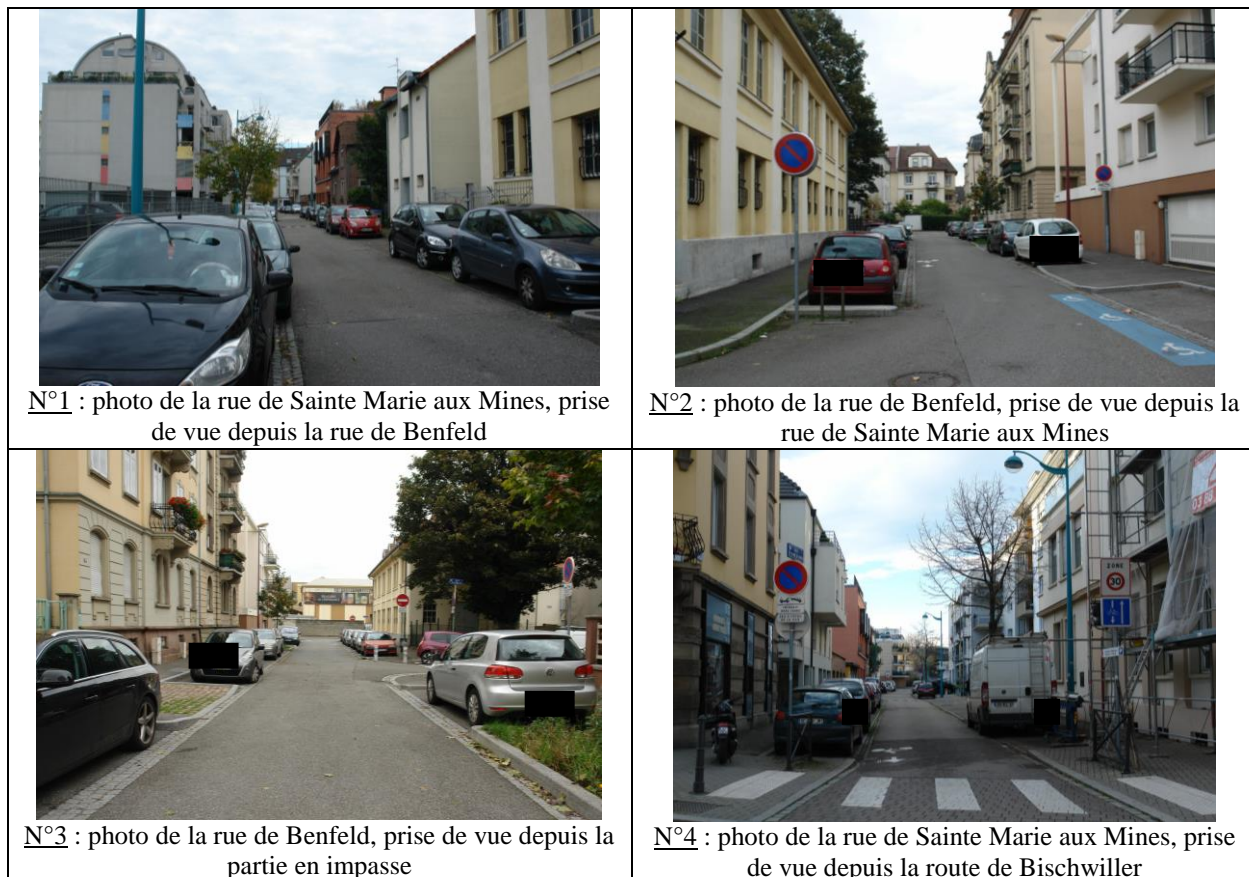 N°1 : photo de la rue de Sainte Marie aux Mines, prise
de vue depuis la rue de Benfeld
N°2 : photo de la rue de Benfeld, prise de vue depuis la
rue de Sainte Marie aux Mines
N°3 : photo de la rue de Benfeld, prise de vue depuis la
partie en impasse
ZONE
30
N°4 : photo de la rue de Sainte Marie aux Mines, prise
de vue depuis la route de Bischwiller